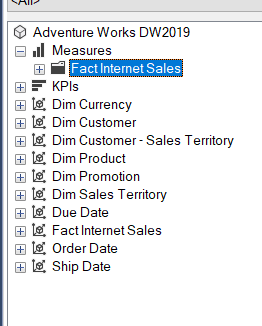 <All>
Adventure Works DW2019
Measures
Fact Internet Sales
KPIs
Dim Currency
Dim Customer
Dim Customer - Sales Territory
Dim Product
Dim Promotion
Dim Sales Territory
Due Date
Fact Internet Sales
Order Date
Ship Date